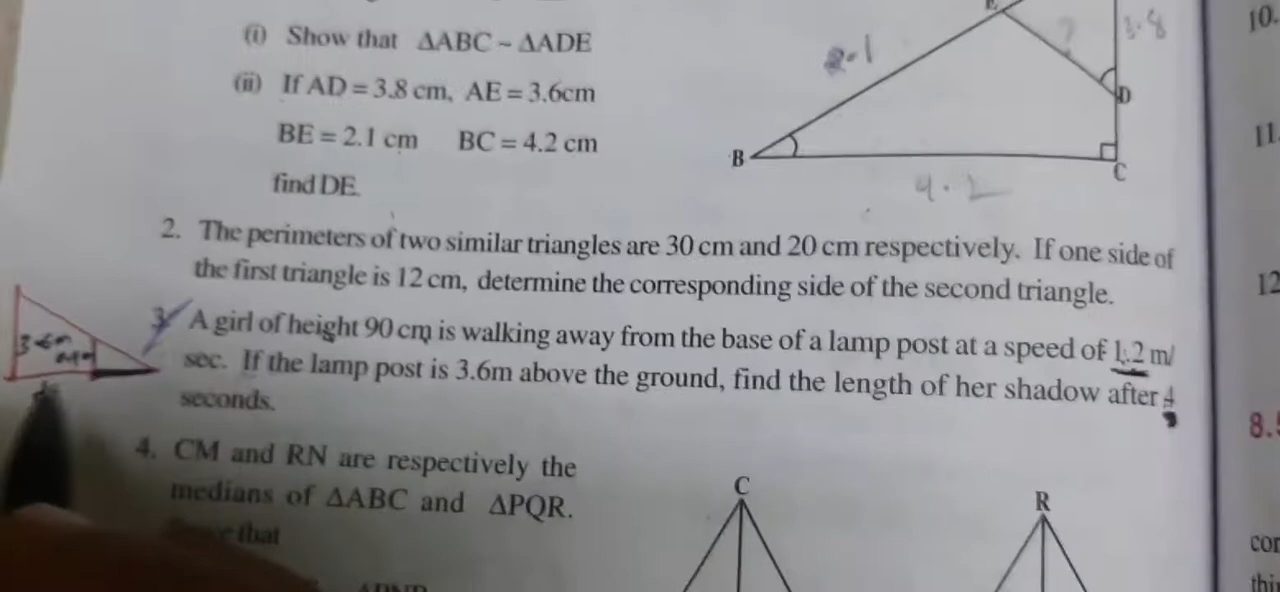 (i) Show that ΔABC ~ ΔADE
(ii) If AD = 3.8 cm, AE = 3.6cm
BE = 2.1 cm BC = 4.2 cm
find DE.
2.1
3.8
?
D
B
C
4.2
2. The perimeters of two similar triangles are 30 cm and 20 cm respectively. If one side of
the first triangle is 12 cm, determine the corresponding side of the second triangle.
3. A girl of height 90 cm is walking away from the base of a lamp post at a speed of 1.2 m/
sec. If the lamp post is 3.6m above the ground, find the length of her shadow after 4
seconds.
4. CM and RN are respectively the
medians of ΔABC and ΔPQR.
that
C
R
10.
11.
12
8.5